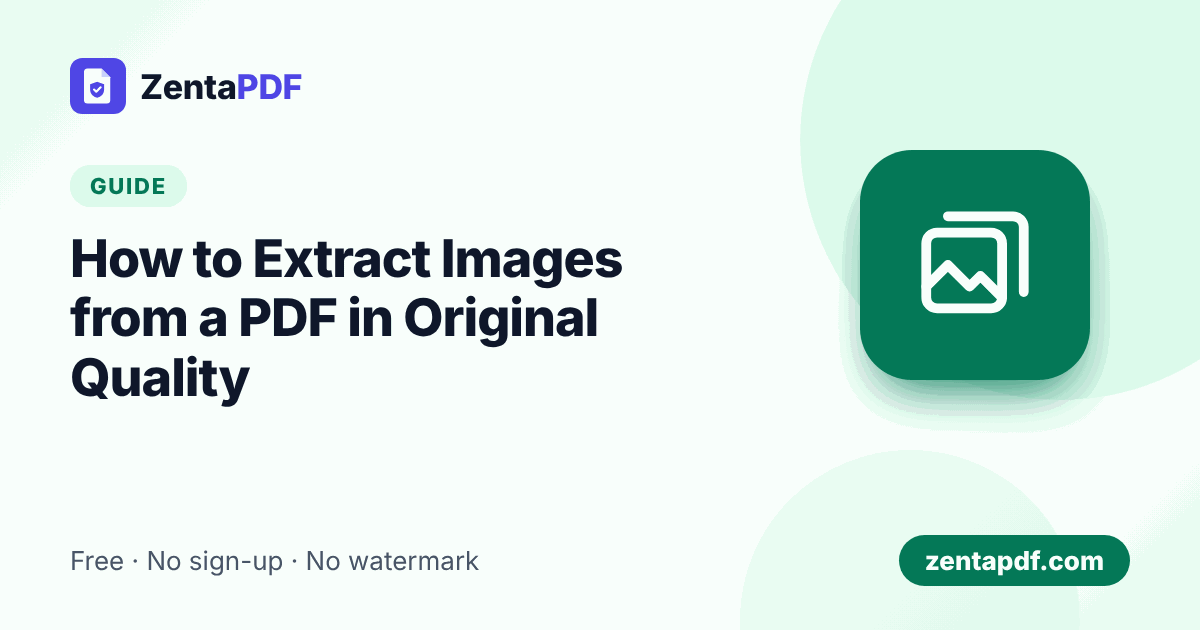 ZentaPDF
GUIDE
How to Extract Images
from a PDF in Original
Quality
Free · No sign-up · No watermark
zentapdf.com